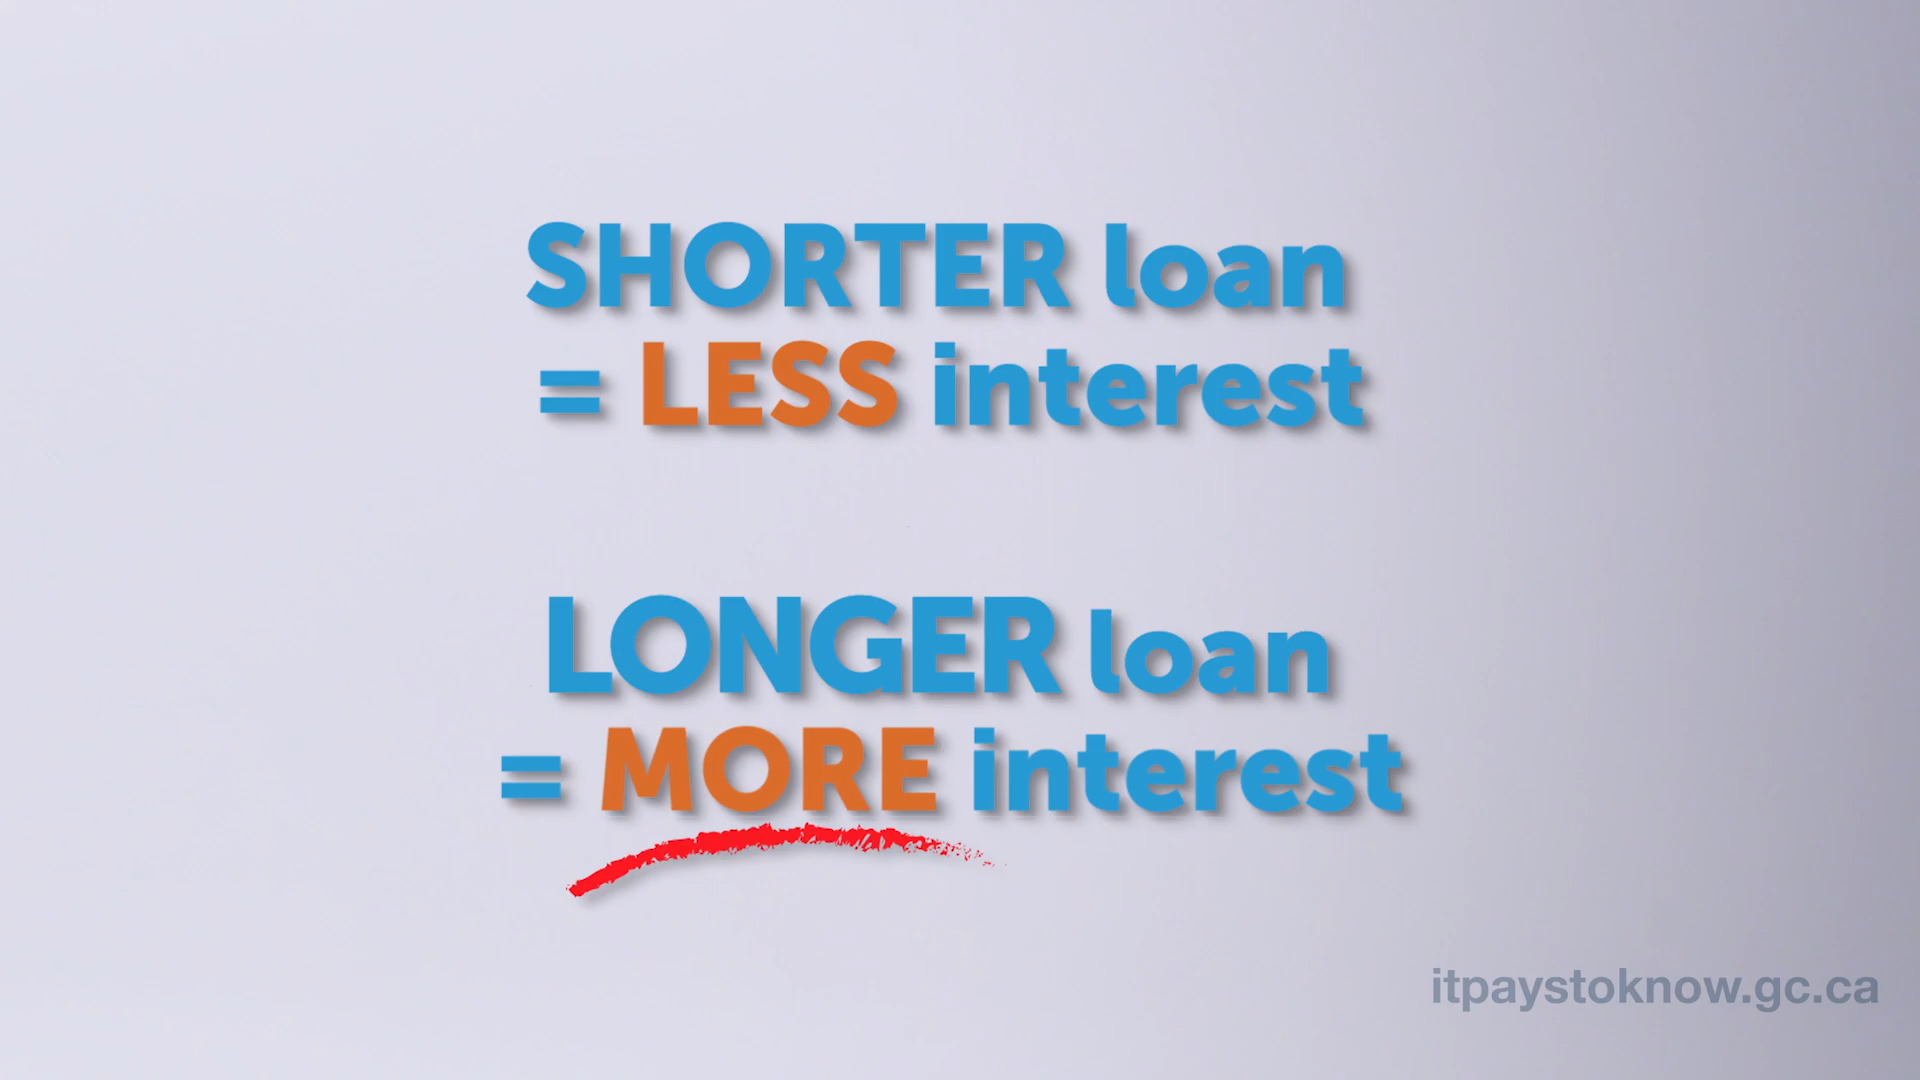 SHORTER loan
= LESS interest
LONGER loan
= MORE interest
itpaystoknow.gc.ca